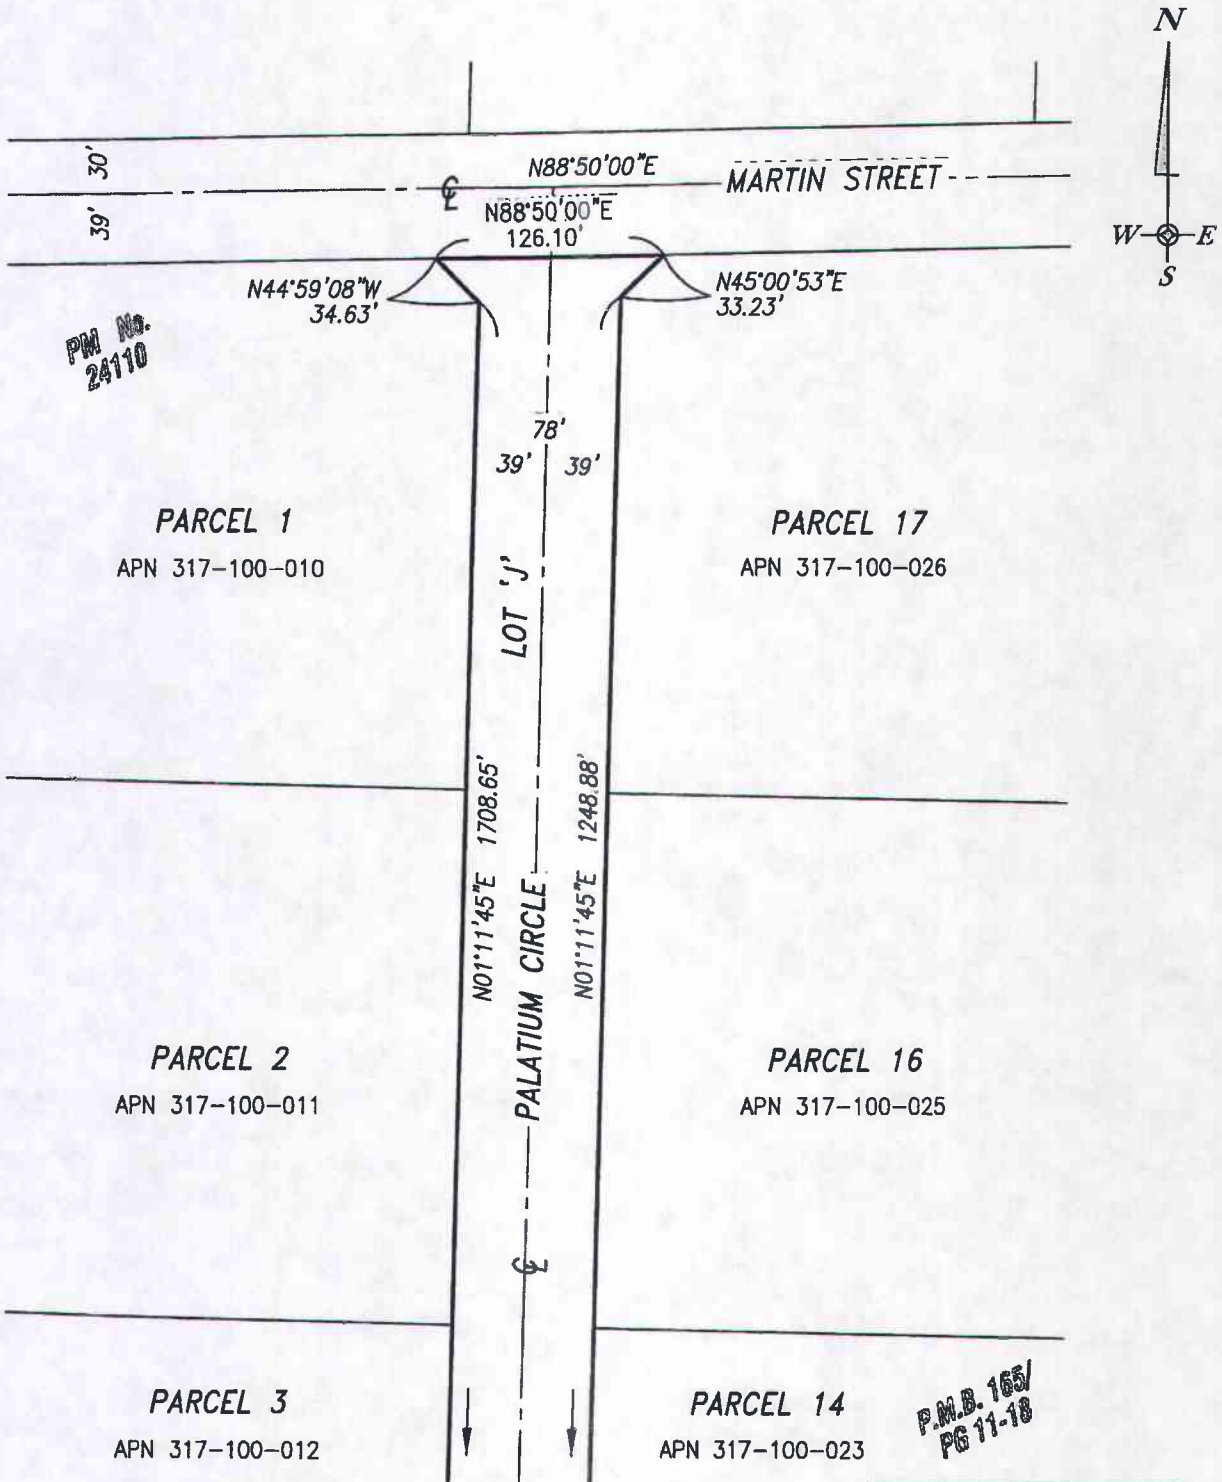 N
30'
N88°50'00"E
MARTIN STREET
39'
℄
N88°50'00"E
126.10'
W
E
S
N44°59'08"W
34.63'
N45°00'53"E
33.23'
PM No.
24110
78'
39'
39'
PARCEL 1
APN 317-100-010
PARCEL 17
APN 317-100-026
LOT 'J'
N01°11'45"E 1708.65'
PALATIUM CIRCLE
N01°11'45"E 1248.88'
PARCEL 2
APN 317-100-011
PARCEL 16
APN 317-100-025
℄
PARCEL 3
APN 317-100-012
PARCEL 14
APN 317-100-023
P.M.B. 165/
PG 11-18